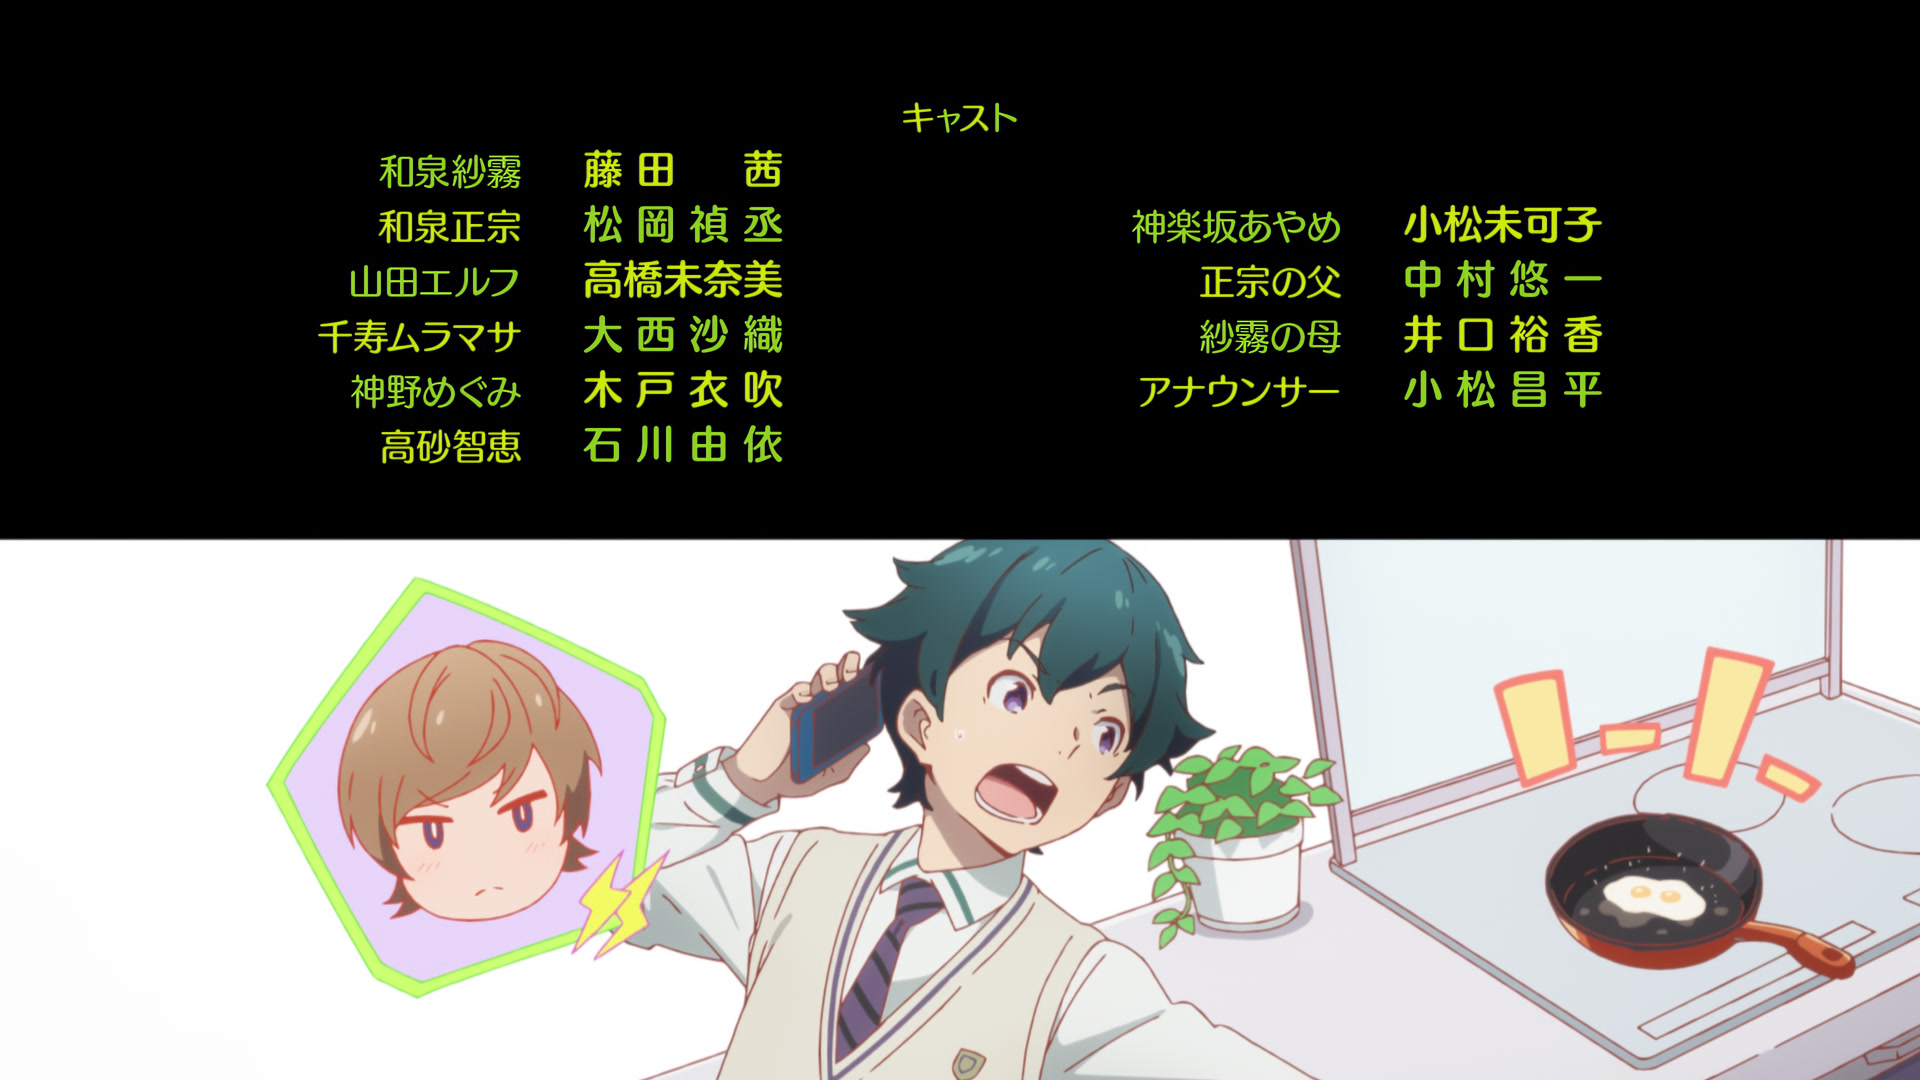 キャスト
和泉紗霧 藤田 茜
和泉正宗 松岡禎丞
山田エルフ 高橋未奈美
千寿ムラマサ 大西沙織
神野めぐみ 木戸衣吹
高砂智恵 石川由依
神楽坂あやめ 小松未可子
正宗の父 中村悠一
紗霧の母 井口裕香
アナウンサー 小松昌平